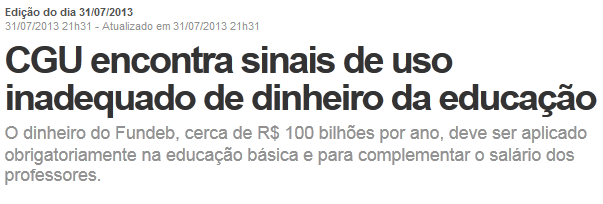 Edição do dia 31/07/2013
31/07/2013 21h31 - Atualizado em 31/07/2013 21h31
CGU encontra sinais de uso
inadequado de dinheiro da educação
O dinheiro do Fundeb, cerca de R$ 100 bilhões por ano, deve ser aplicado
obrigatoriamente na educação básica e para complementar o salário dos
professores.